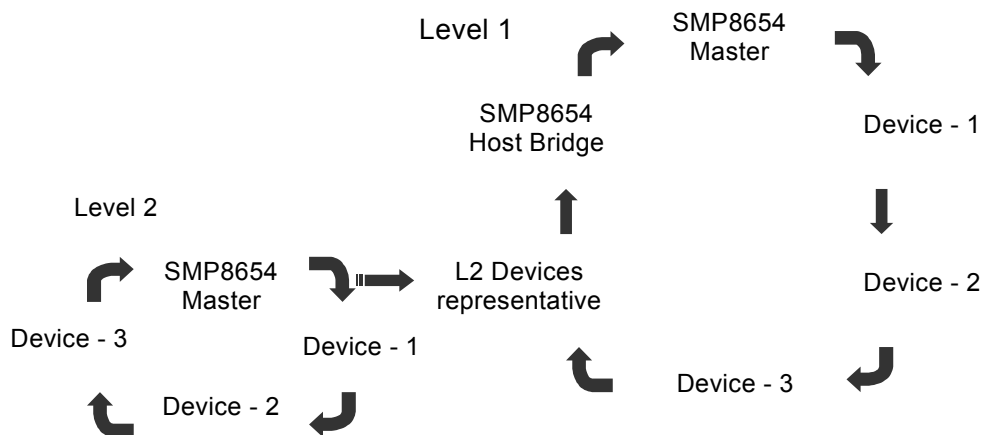 Level 1
SMP8654
Master
SMP8654
Host Bridge
Device - 1
Level 2
SMP8654
Master
L2 Devices
representative
Device - 2
Device - 3
Device - 1
Device - 3
Device - 2